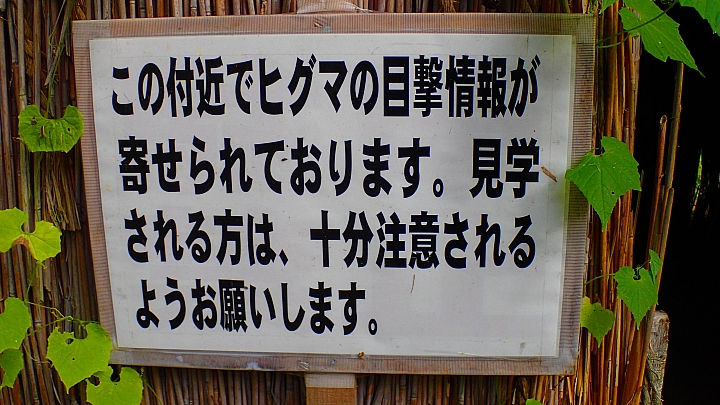 この付近でヒグマの目撃情報が
寄せられております。見学
される方は、十分注意される
ようお願いします。